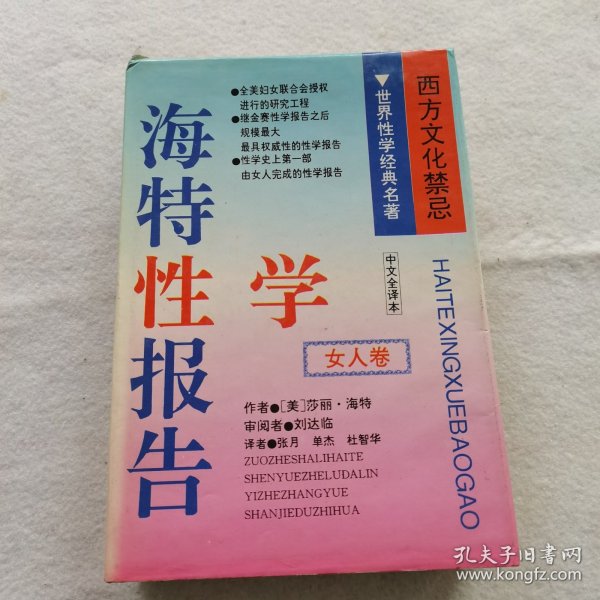 西方文化禁忌
▼世界性学经典名著
●全美妇女联合会授权
进行的研究工程
●继金赛性学报告之后
规模最大
最具权威性的性学报告
●性学史上第一部
由女人完成的性学报告
海特性学报告
中文全译本
女人卷
HAITEXINGXUEBAOGAO
作者●[美]莎丽·海特
审阅者●刘达临
译者●张月 单杰 杜智华
ZUOZHESHALIHAITE
SHENYUEZHELUDALIN
YIZHEZHANGYUE
SHANJIEDUZHIHUA
孔夫子旧书网
www.kongfz.com